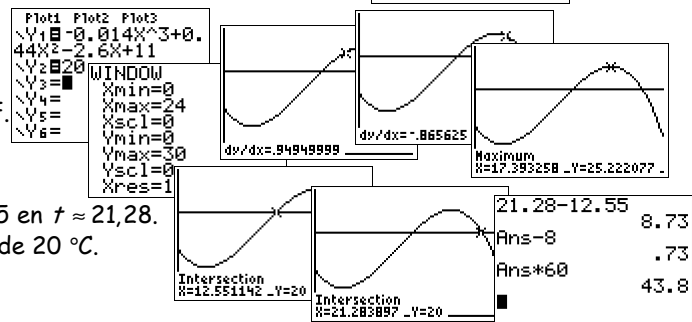 Plot1 Plot2 Plot3
\Y1=-0.014X^3+0.
44X²-2.6X+11
\Y2=20
\Y3=
\Y4=
\Y5=
\Y6=
WINDOW
Xmin=0
Xmax=24
Xscl=0
Ymin=0
Ymax=30
Yscl=0
Xres=1
dy/dx=.94949999
dy/dx=-.865625
Maximum
X=17.393258 Y=25.222077
5 en t ≈ 21,28.
de 20 °C.
Intersection
X=12.551142 Y=20
Intersection
X=21.283897 Y=20
21.28-12.55
8.73
Ans-8
.73
Ans*60
43.8